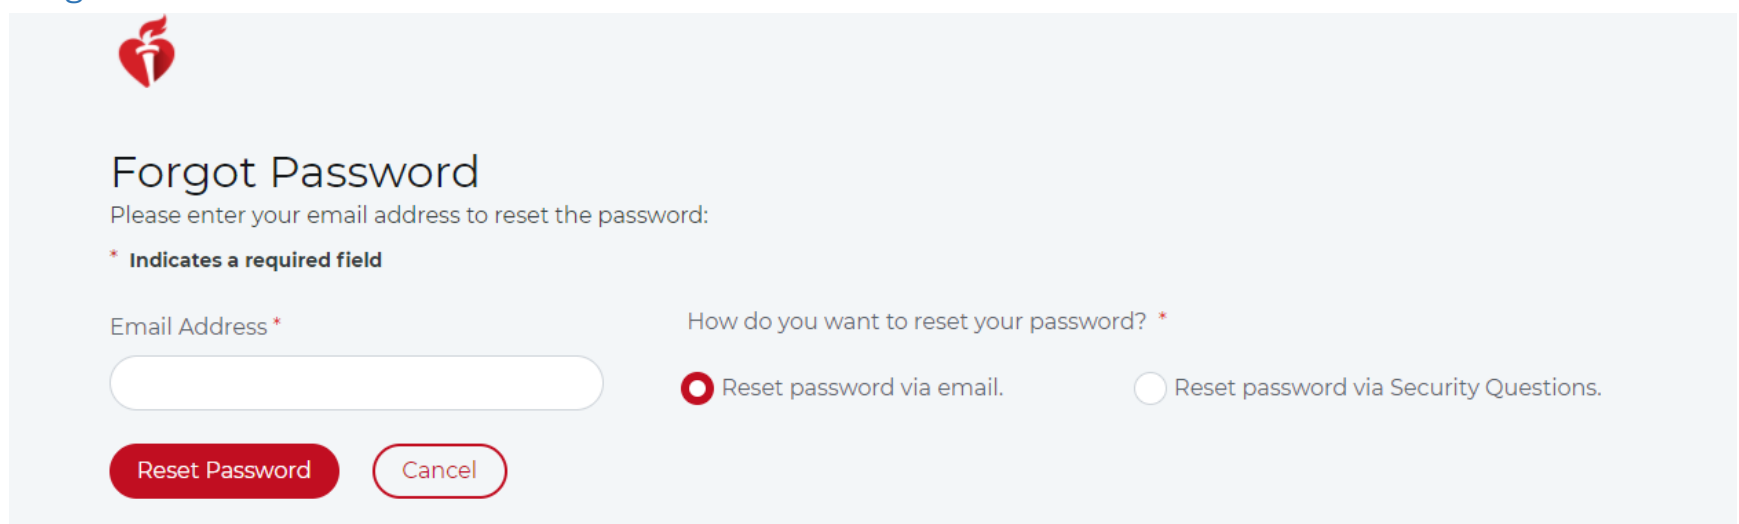 Forgot Password
Please enter your email address to reset the password:
* Indicates a required field
Email Address *
How do you want to reset your password? *
Reset password via email.
Reset password via Security Questions.
Reset Password
Cancel